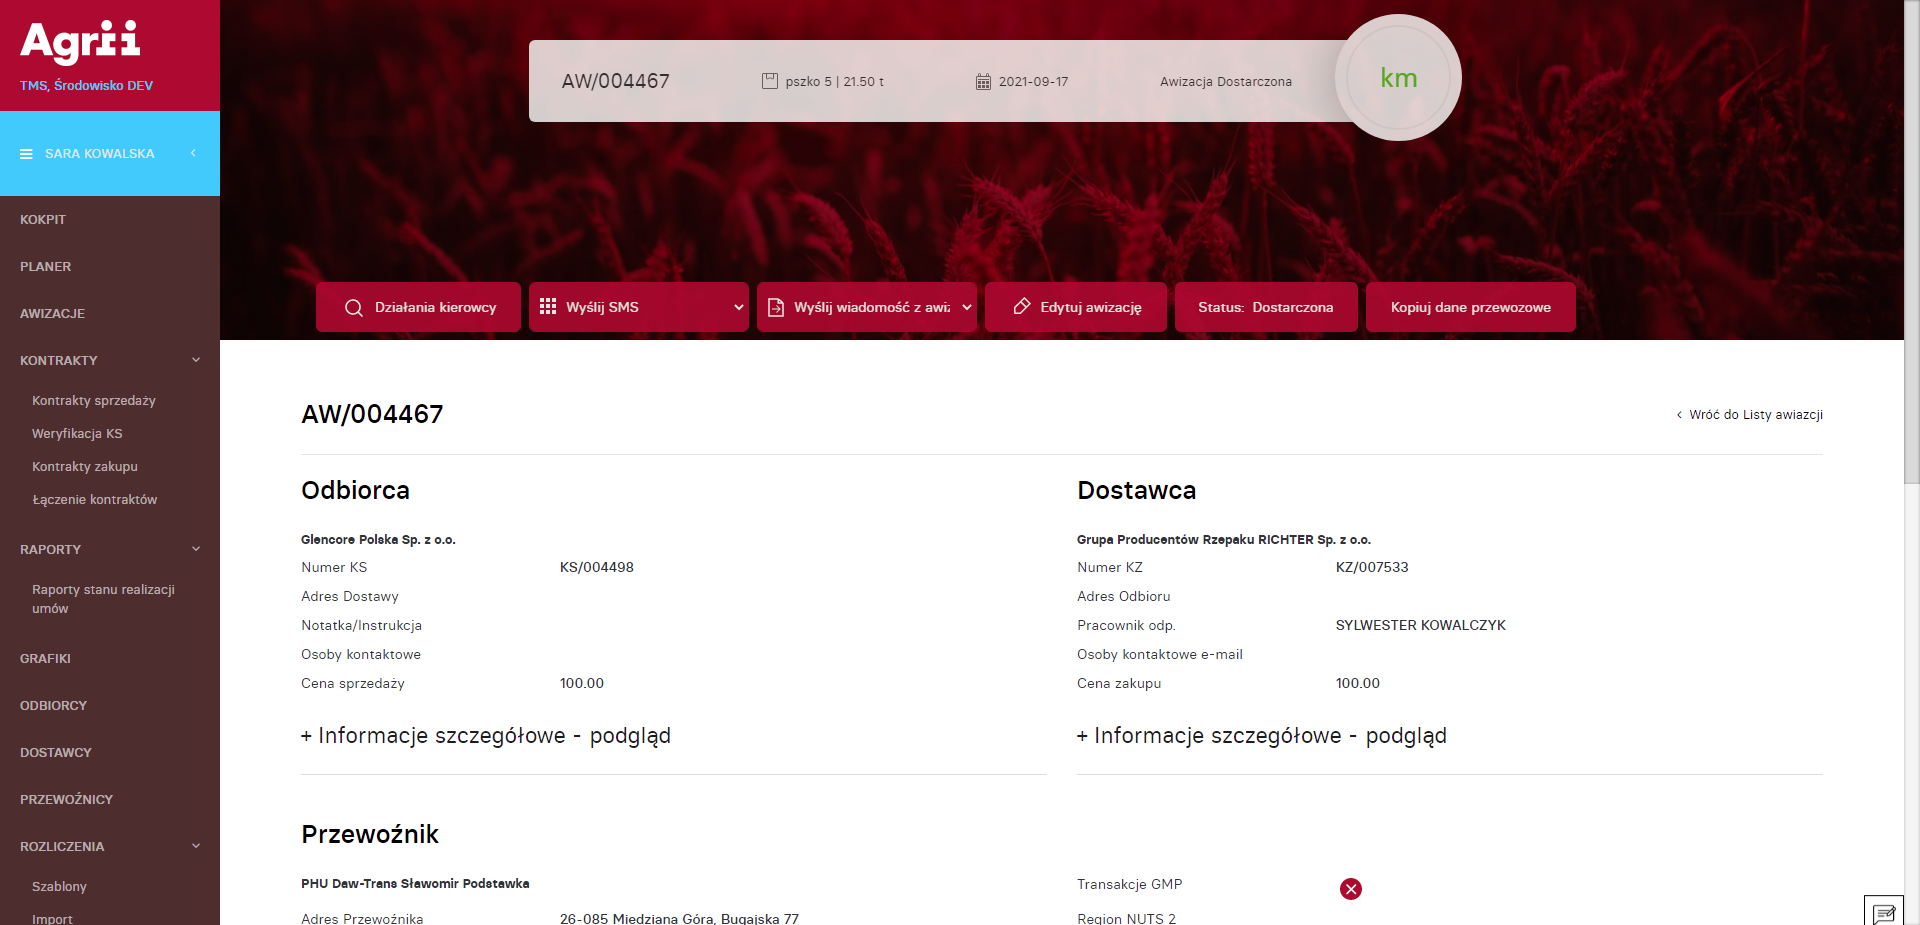 Agrii
TMS, Środowisko DEV
SARA KOWALSKA
KOKPIT
PLANER
AWIZACJE
KONTRAKTY
Kontrakty sprzedaży
Weryfikacja KS
Kontrakty zakupu
Łączenie kontraktów
RAPORTY
Raporty stanu realizacji
umów
GRAFIKI
ODBIORCY
DOSTAWCY
PRZEWOŹNICY
ROZLICZENIA
Szablony
Import
AW/004467
pszko 5 | 21.50 t
2021-09-17
Awizacja Dostarczona
km
Działania kierowcy
Wyślij SMS
Wyślij wiadomość z awiz
Edytuj awizację
Status: Dostarczona
Kopiuj dane przewozowe
AW/004467
Wróć do Listy awiazcji
Odbiorca
Glencore Polska Sp. z o.o.
Numer KS KS/004498
Adres Dostawy
Notatka/Instrukcja
Osoby kontaktowe
Cena sprzedaży 100.00
+ Informacje szczegółowe - podgląd
Dostawca
Grupa Producentów Rzepaku RICHTER Sp. z o.o.
Numer KZ KZ/007533
Adres Odbioru
Pracownik odp. SYLWESTER KOWALCZYK
Osoby kontaktowe e-mail
Cena zakupu 100.00
+ Informacje szczegółowe - podgląd
Przewoźnik
PHU Daw-Trans Sławomir Podstawka
Adres Przewoźnika 26-085 Miedziana Góra, Bugajska 77
Transakcje GMP
Region NUTS 2